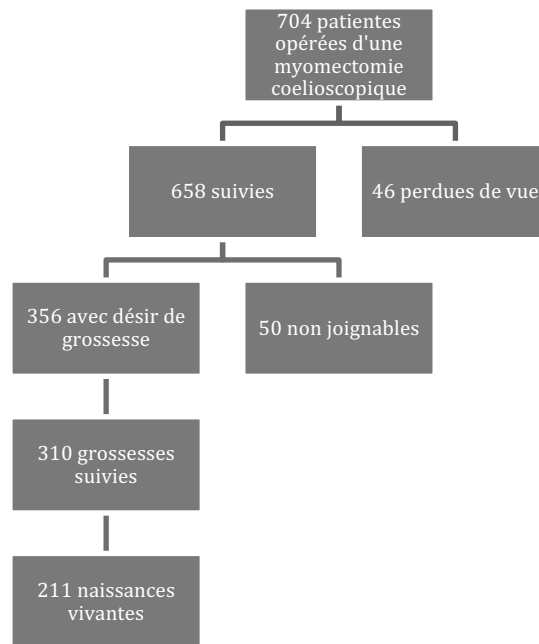 704 patientes
opérées d'une
myomectomie
coelioscopique
658 suivies
46 perdues de vue
356 avec désir de
grossesse
50 non joignables
310 grossesses
suivies
211 naissances
vivantes